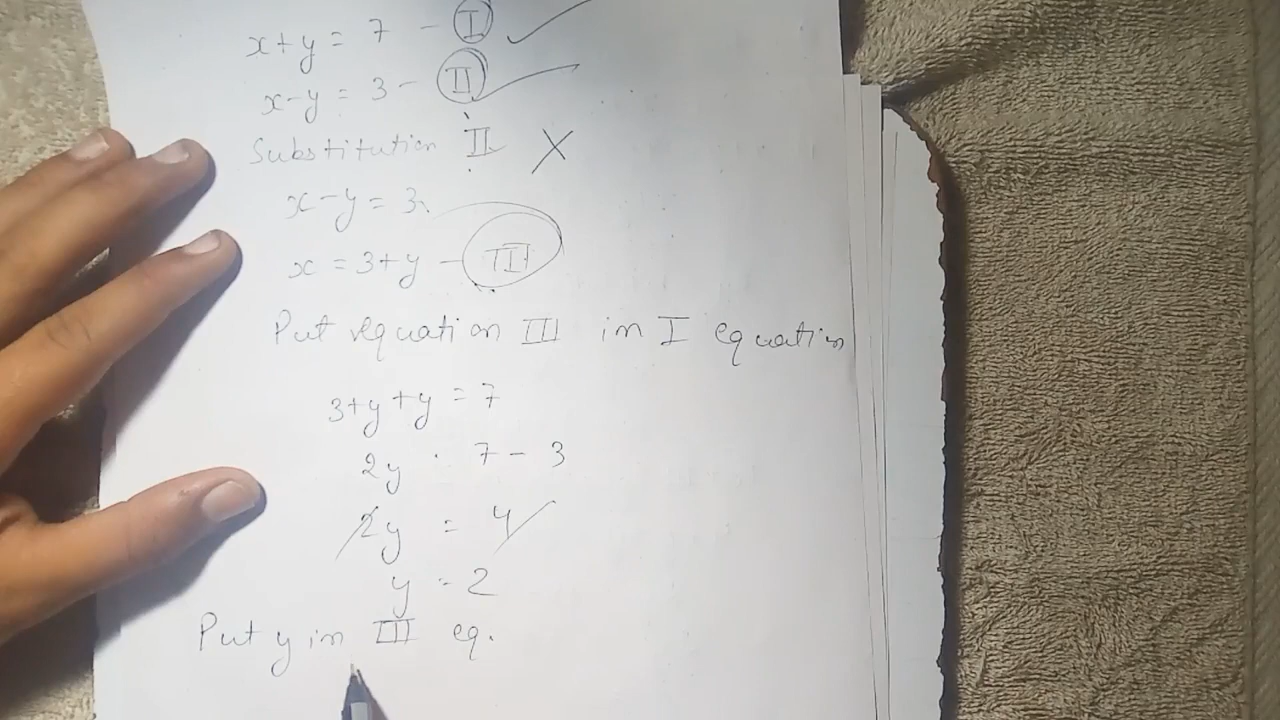 x+y = 7 - I
x-y = 3 - II
Substitution II X
x-y = 3
x = 3+y - III
Put equation III in I equation
3+y+y = 7
2y = 7-3
2y = 4
y = 2
Put y in III eq.